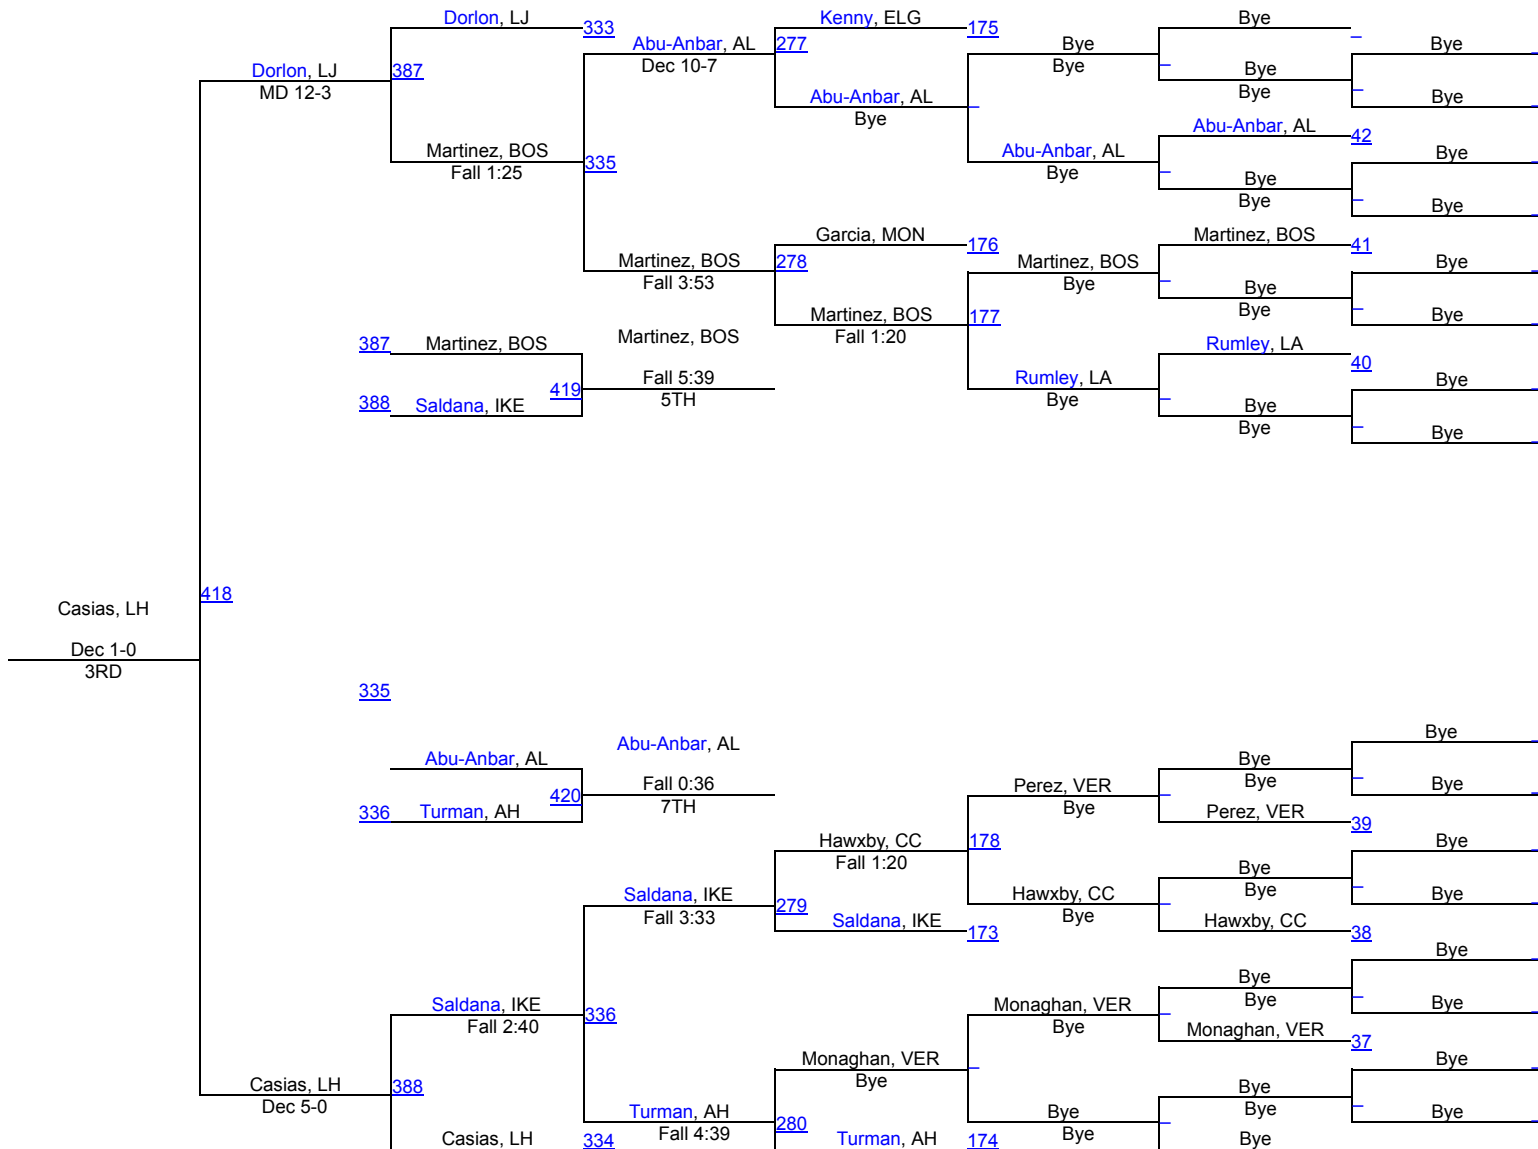 Dorlon, LJ
333
Kenny, ELG
175
Bye
Abu-Anbar, AL
277
Dec 10-7
Bye
Bye
Bye
Dorlon, LJ
387
MD 12-3
Bye
Bye
Abu-Anbar, AL
Bye
Bye
Abu-Anbar, AL
42
Martinez, BOS
335
Fall 1:25
Abu-Anbar, AL
Bye
Bye
Bye
Bye
Bye
Garcia, MON
176
Martinez, BOS
41
Martinez, BOS
278
Fall 3:53
Martinez, BOS
Bye
Bye
Bye
Bye
Martinez, BOS
177
Fall 1:20
Bye
387
Martinez, BOS
Martinez, BOS
Rumley, LA
40
Fall 5:39
419
5TH
Rumley, LA
Bye
Bye
388
Saldana, IKE
Bye
Bye
Bye
418
Casias, LH
Dec 1-0
3RD
335
Abu-Anbar, AL
Abu-Anbar, AL
Bye
Fall 0:36
420
7TH
Bye
Bye
Bye
336
Turman, AH
Perez, VER
Bye
Perez, VER
39
Hawxby, CC
178
Fall 1:20
Bye
Bye
Bye
Saldana, IKE
279
Fall 3:33
Hawxby, CC
Bye
Bye
Saldana, IKE
173
Hawxby, CC
38
Bye
Saldana, IKE
336
Fall 2:40
Monaghan, VER
Bye
Bye
Bye
Bye
Monaghan, VER
37
Monaghan, VER
Bye
Bye
Casias, LH
388
Dec 5-0
Bye
Bye
Turman, AH
280
Fall 4:39
Bye
Bye
Bye
Casias, LH
334
Turman, AH
174
Bye